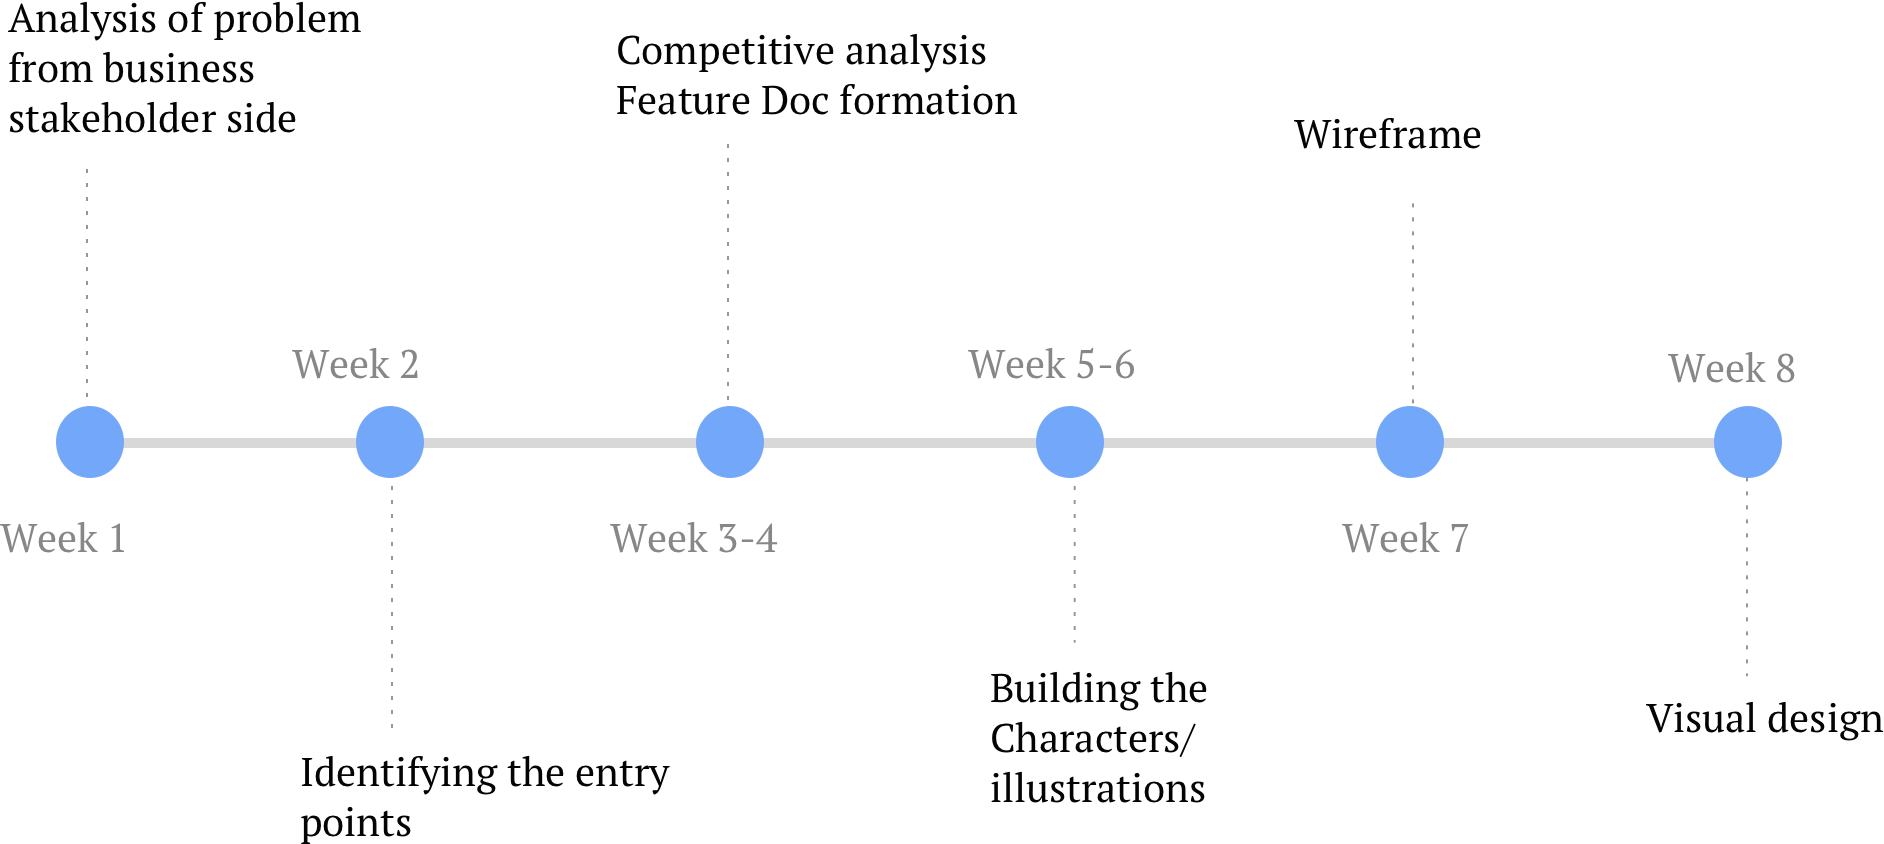 Analysis of problem
from business
stakeholder side
Week 1
Week 2
Identifying the entry
points
Competitive analysis
Feature Doc formation
Week 3-4
Week 5-6
Building the
Characters/
illustrations
Wireframe
Week 7
Week 8
Visual design